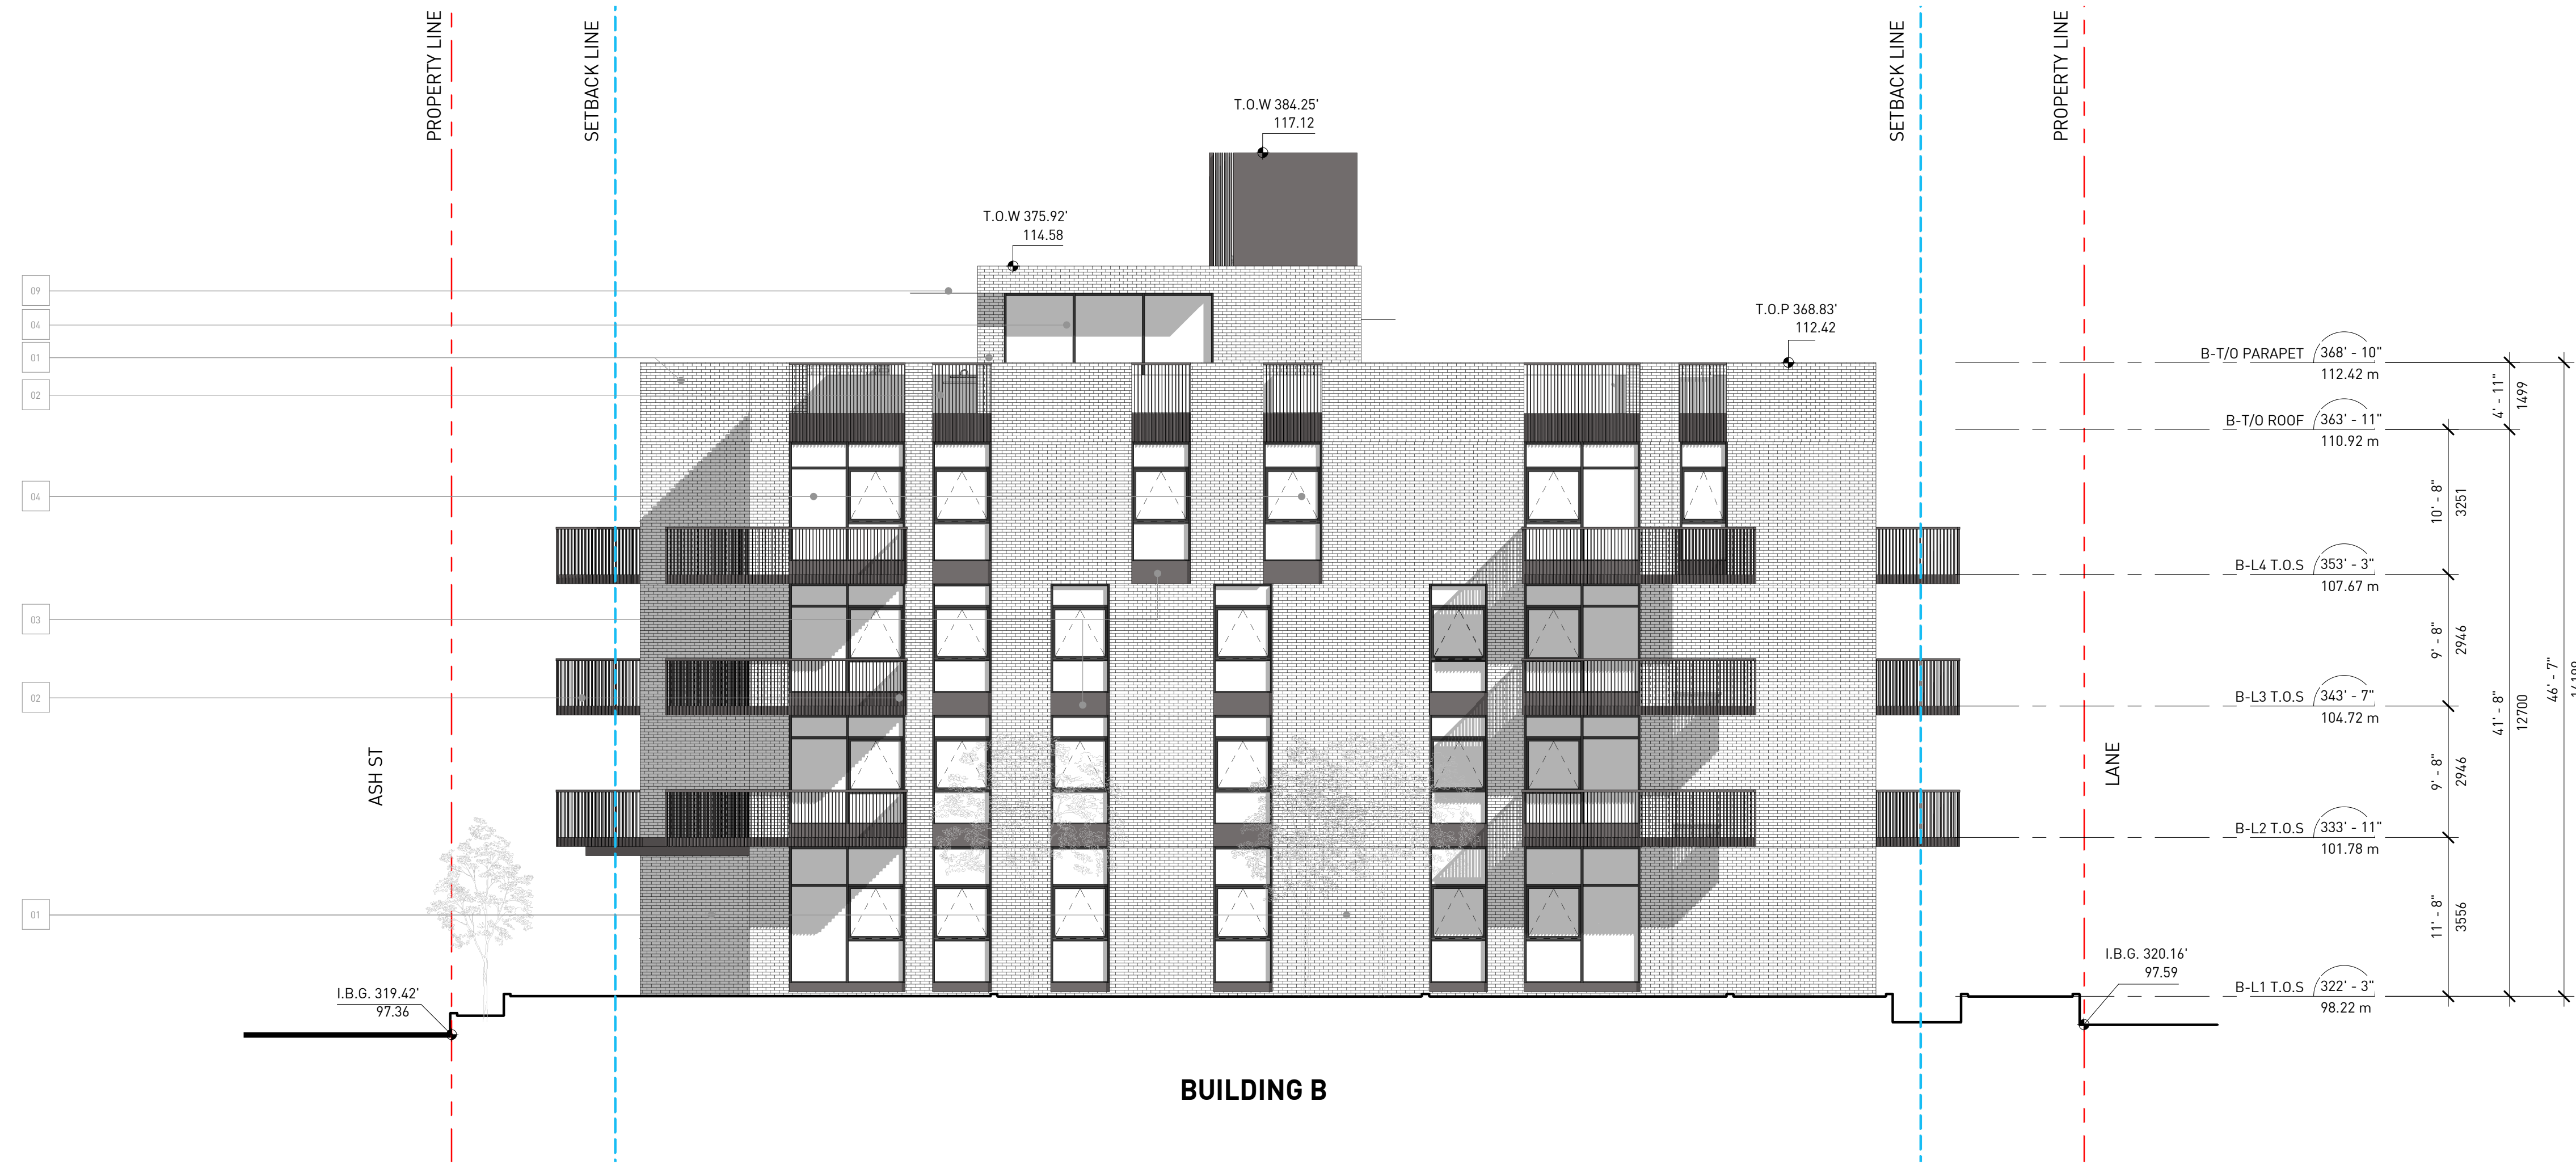 PROPERTY LINE
SETBACK LINE
SETBACK LINE
PROPERTY LINE
T.O.W 384.25'
117.12
T.O.W 375.92'
114.58
T.O.P 368.83'
112.42
09
04
01
02
04
03
02
01
B-T/O PARAPET 368' - 10"
112.42 m
B-T/O ROOF 363' - 11"
110.92 m
B-L4 T.O.S 353' - 3"
107.67 m
B-L3 T.O.S 343' - 7"
104.72 m
B-L2 T.O.S 333' - 11"
101.78 m
B-L1 T.O.S 322' - 3"
98.22 m
4' - 11"
1499
10' - 8"
3251
9' - 8"
2946
9' - 8"
2946
11' - 8"
3556
41' - 8"
12700
46' - 7"
ASH ST
LANE
I.B.G. 319.42'
97.36
I.B.G. 320.16'
97.59
BUILDING B